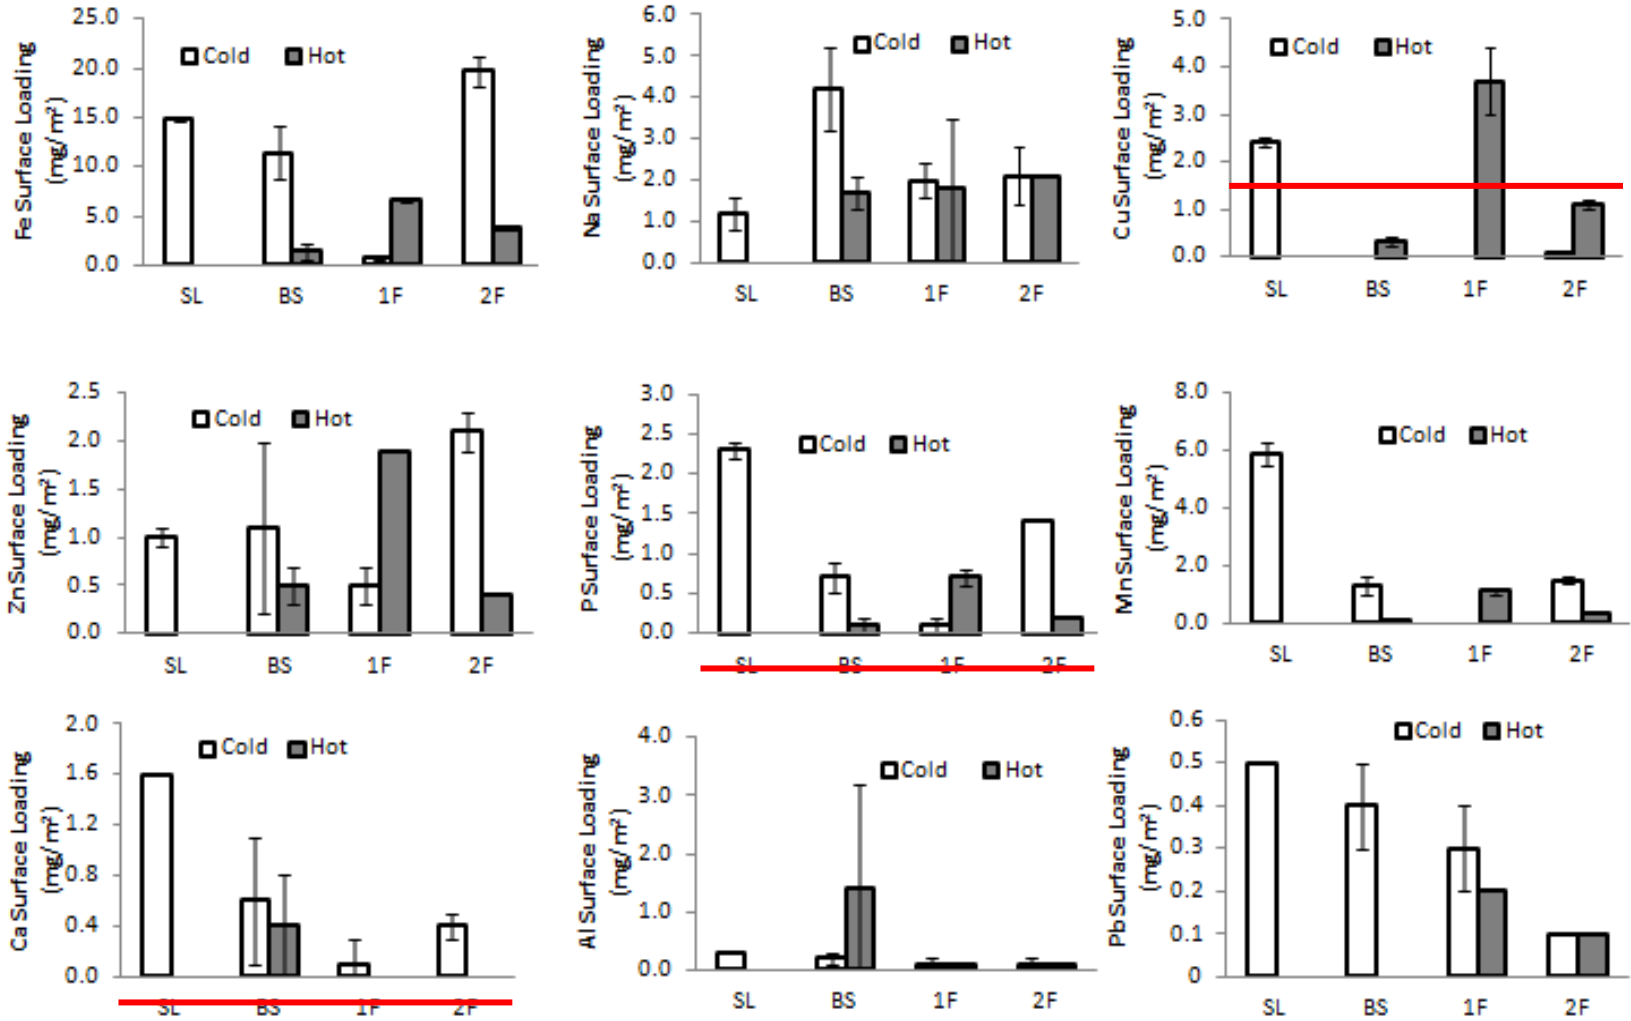 25.0
20.0
15.0
10.0
5.0
0.0
Fe Surface Loading
(mg/m²)
Cold Hot
SL BS 1F 2F
6.0
5.0
4.0
3.0
2.0
1.0
0.0
Na Surface Loading
(mg/m²)
Cold Hot
SL BS 1F 2F
5.0
4.0
3.0
2.0
1.0
0.0
Cu Surface Loading
(mg/m²)
Cold Hot
SL BS 1F 2F
2.5
2.0
1.5
1.0
0.5
0.0
Zn Surface Loading
(mg/m²)
Cold Hot
SL BS 1F 2F
3.0
2.5
2.0
1.5
1.0
0.5
0.0
P Surface Loading
(mg/m²)
Cold Hot
SL BS 1F 2F
8.0
6.0
4.0
2.0
0.0
Mn Surface Loading
(mg/m²)
Cold Hot
SL BS 1F 2F
2.0
1.6
1.2
0.8
0.4
0.0
Ca Surface Loading
(mg/m²)
Cold Hot
SL BS 1F 2F
4.0
3.0
2.0
1.0
0.0
Al Surface Loading
(mg/m²)
Cold Hot
SL BS 1F 2F
0.6
0.5
0.4
0.3
0.2
0.1
0
Pb Surface Loading
(mg/m²)
Cold Hot
SL BS 1F 2F